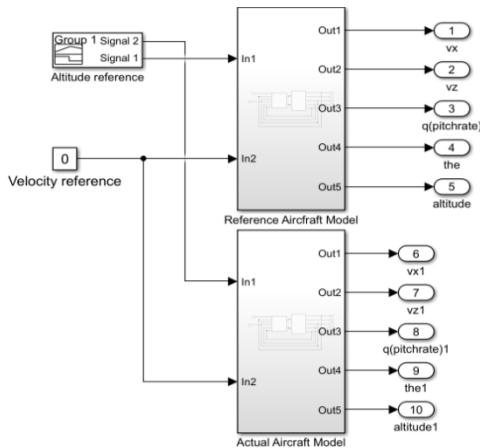 Group 1
Signal 2
Signal 1
Altitude reference
0
Velocity reference
In1
In2
Out1
Out2
Out3
Out4
Out5
Reference Aircfraft Model
1
vx
2
vz
3
q(pitchrate)
4
the
5
altitude
In1
In2
Out1
Out2
Out3
Out4
Out5
Actual Aircraft Model
6
vx1
7
vz1
8
q(pitchrate)1
9
the1
10
altitude1